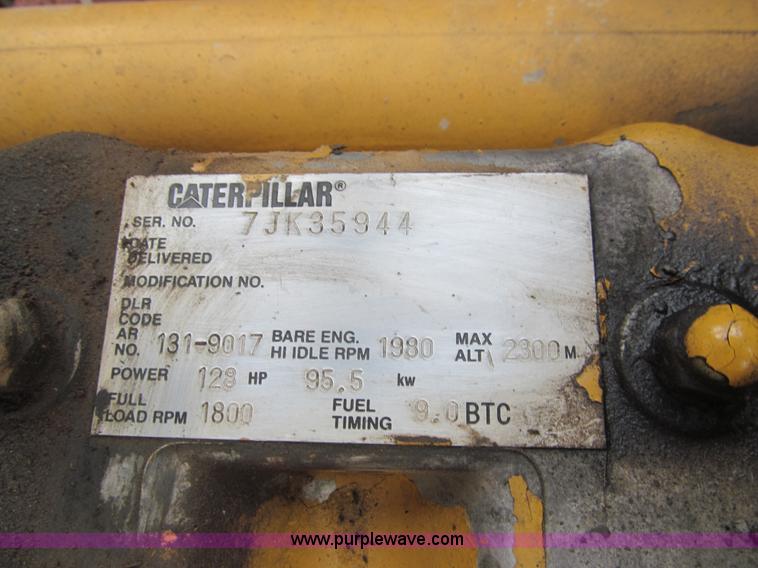 CATERPILLAR®
SER. NO. 7JK35944
DATE
DELIVERED
MODIFICATION NO.
DLR
CODE
AR
NO. 131-9017 BARE ENG.
HI IDLE RPM 1980 MAX
ALT 2300 M
POWER 128 HP 95.5 kw
FULL
LOAD RPM 1800 FUEL
TIMING 9.0 BTC
www.purplewave.com